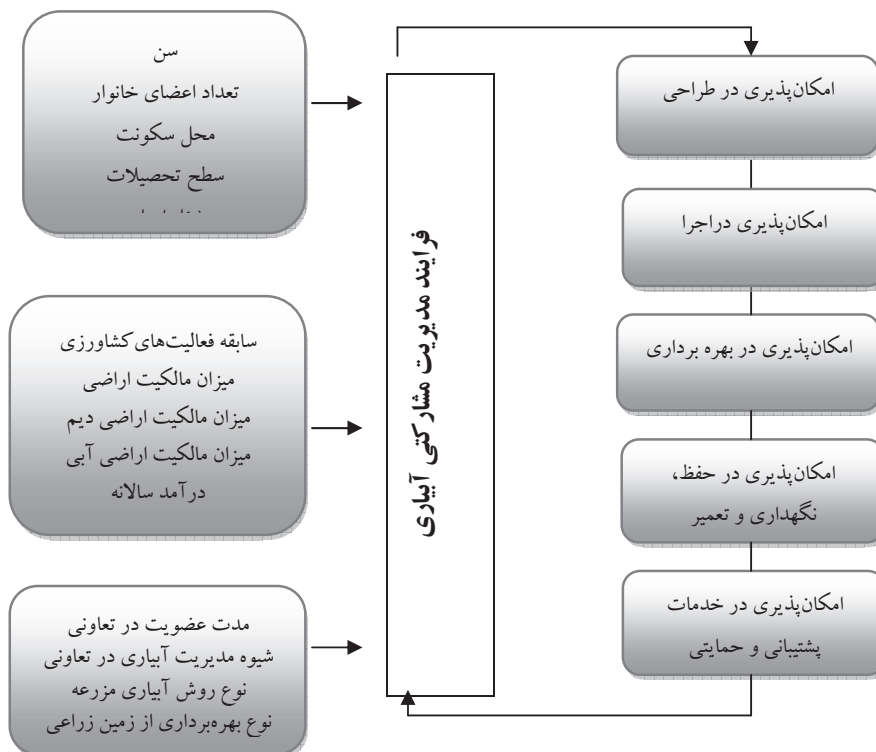 سن
تعداد اعضای خانوار
محل سکونت
سطح تحصیلات
سابقه فعالیت‌های کشاورزی
میزان مالکیت اراضی
میزان مالکیت اراضی دیم
میزان مالکیت اراضی آبی
درآمد سالانه
مدت عضویت در تعاونی
شیوه مدیریت آبیاری در تعاونی
نوع روش آبیاری مزرعه
نوع بهره‌برداری از زمین زراعی
فرایند مدیریت مشارکتی آبیاری
امکان‌پذیری در طراحی
امکان‌پذیری دراجرا
امکان‌پذیری در بهره برداری
امکان‌پذیری در حفظ،
نگهداری و تعمیر
امکان‌پذیری در خدمات
پشتیبانی و حمایتی